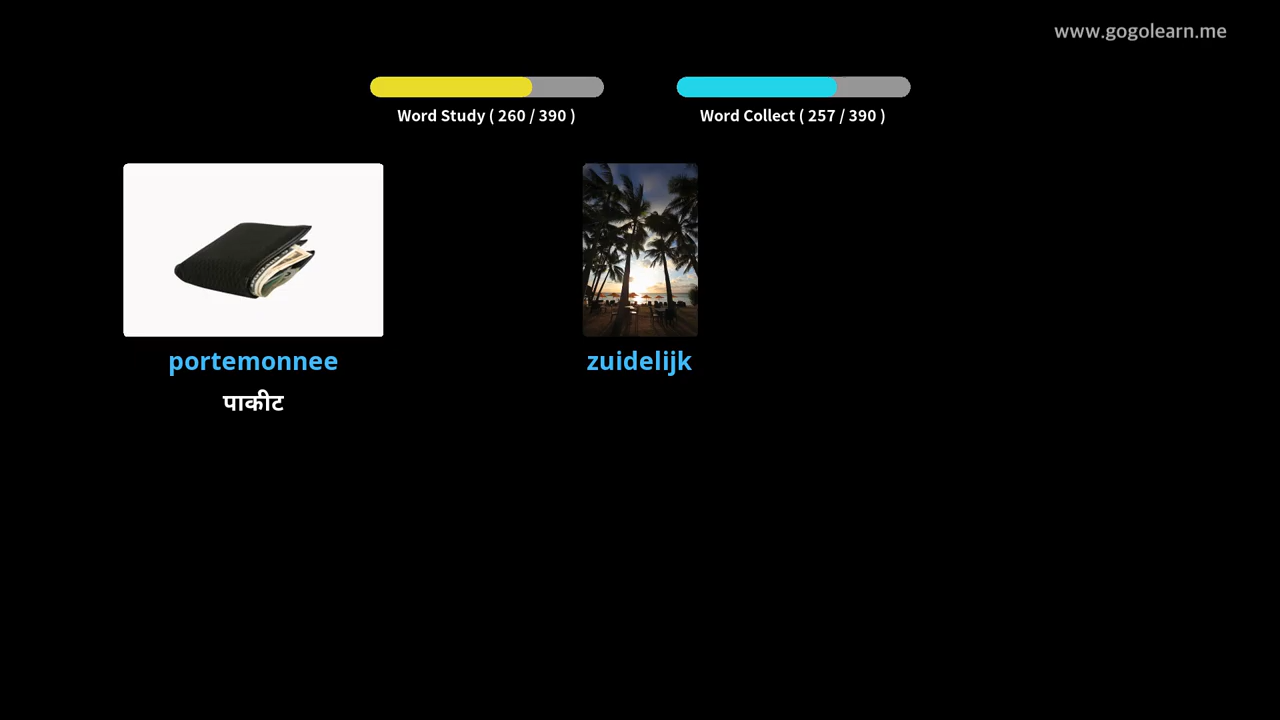 www.gogolearn.me
Word Study ( 260 / 390 )
Word Collect ( 257 / 390 )
portemonnee
zuidelijk
पाकीट